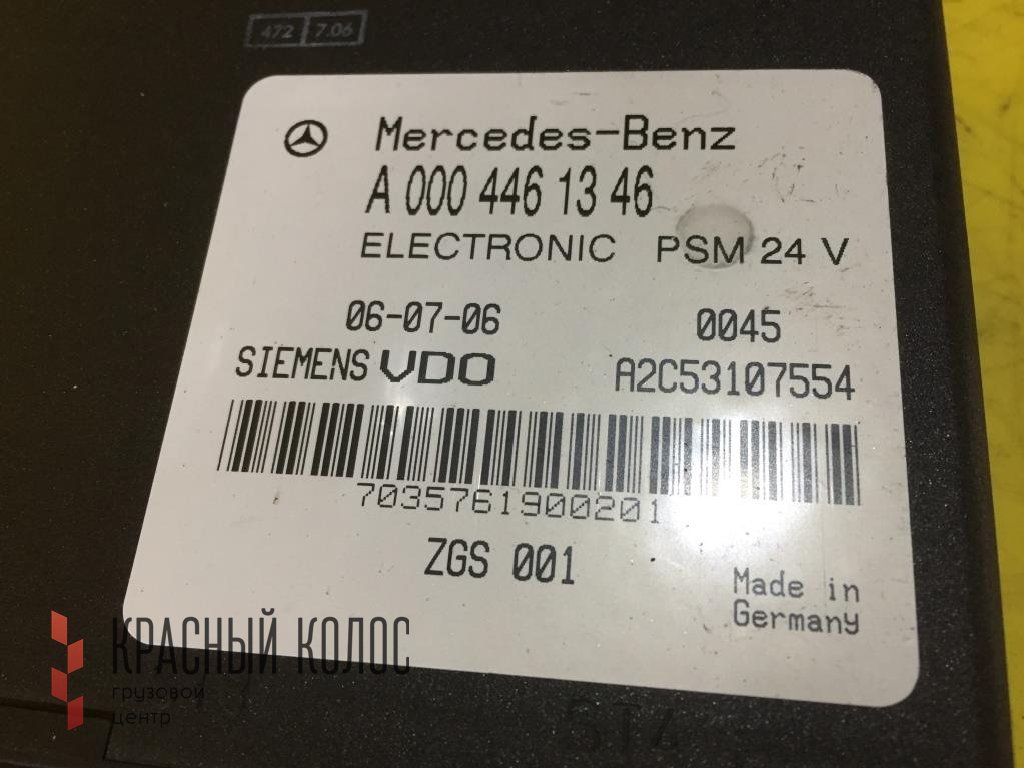 472 7.06
Mercedes-Benz
A 000 446 13 46
ELECTRONIC PSM 24 V
06-07-06 0045
SIEMENS VDO A2C53107554
7035761900201
ZGS 001
Made in
Germany
КРАСНЫЙ КОЛОС
грузовой
центр